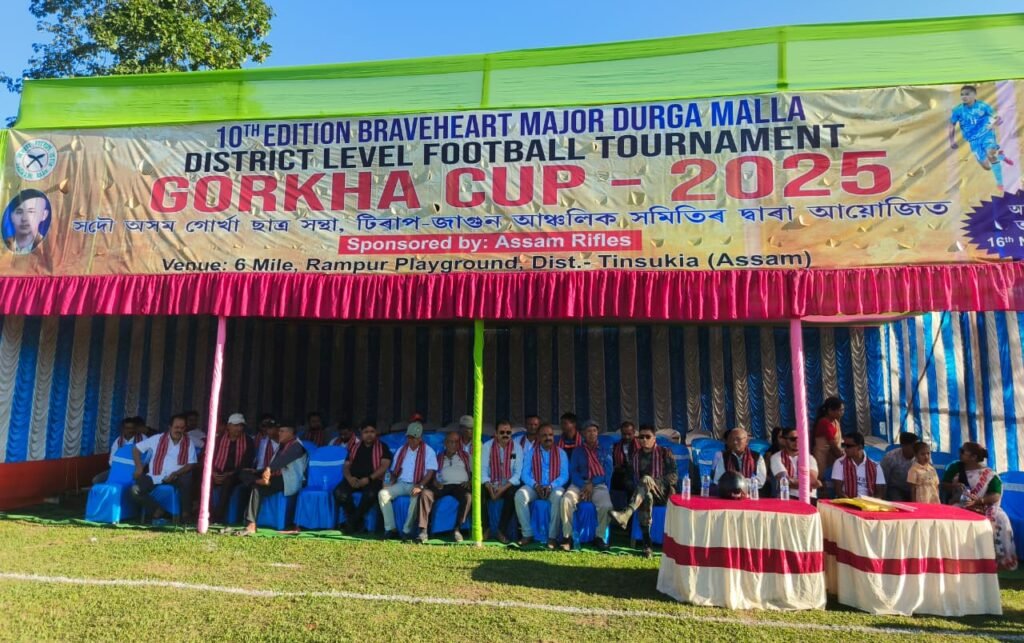 10TH EDITION BRAVEHEART MAJOR DURGA MALLA
DISTRICT LEVEL FOOTBALL TOURNAMENT
GORKHA CUP - 2025
সদৌ অসম গোৰ্খা ছাত্ৰ সন্থা, টিৰাপ-জাগুন আঞ্চলিক সমিতিৰ দ্বাৰা আয়োজিত
Sponsored by: Assam Rifles
Venue: 6 Mile, Rampur Playground, Dist.- Tinsukia (Assam)
16th